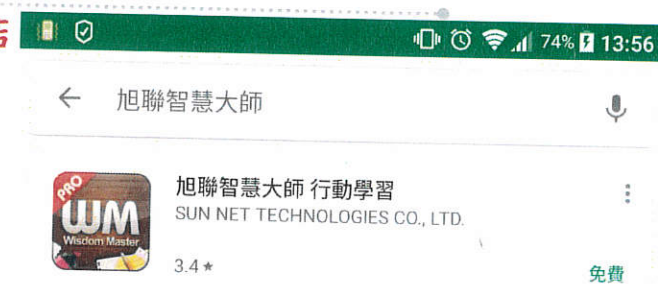 店
74% 13:56
旭聯智慧大師
PRO
WM
Wisdom Master
旭聯智慧大師 行動學習
SUN NET TECHNOLOGIES CO., LTD.
3.4★
免費